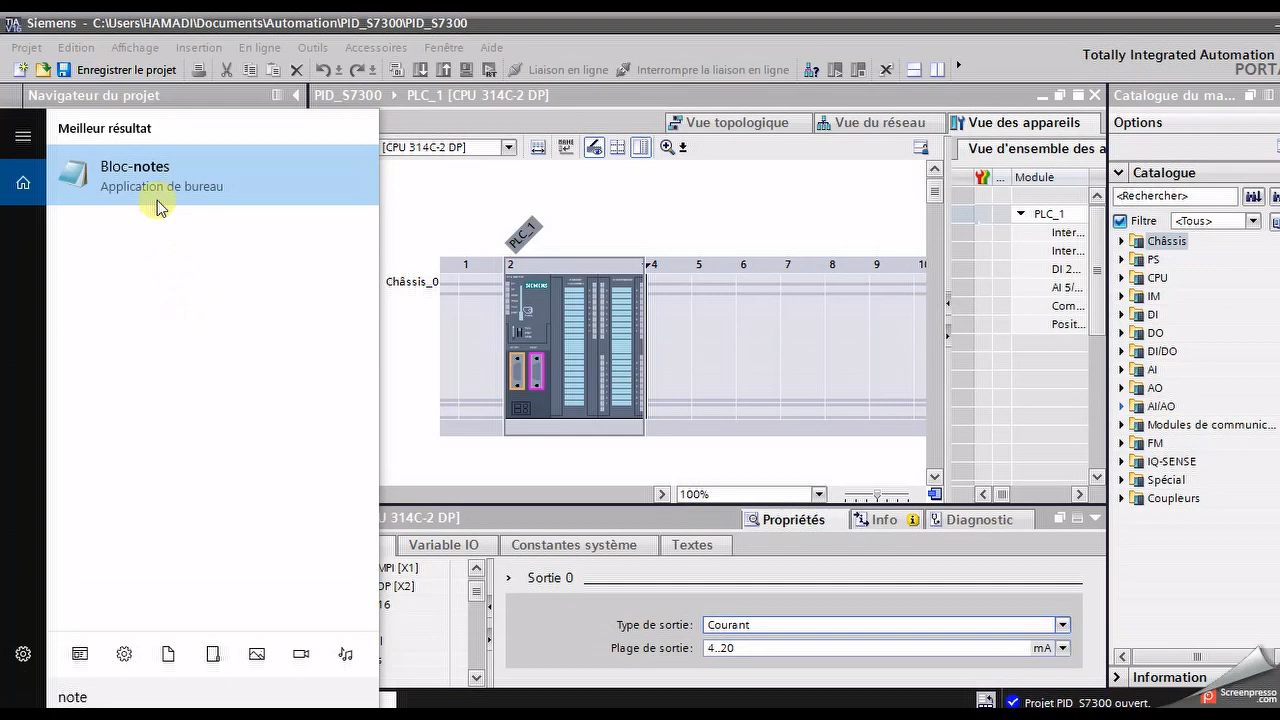 TIA
V16
Siemens - C:\Users\HAMADI\Documents\Automation\PID_S7300\PID_S7300
Projet Edition Affichage Insertion En ligne Outils Accessoires Fenêtre Aide
Enregistrer le projet
Liaison en ligne
Interrompre la liaison en ligne
Totally Integrated Automation
PORTA
Navigateur du projet
PID_S7300 PLC_1 [CPU 314C-2 DP]
Catalogue du ma...
Meilleur résultat
Bloc-notes
Application de bureau
Options
Vue topologique
Vue du réseau
Vue des appareils
[CPU 314C-2 DP]
Vue d'ensemble des a
... Module
PLC_1
Inter...
Inter...
DI 2...
AI 5/...
Com...
Posit...
Catalogue
<Rechercher>
Filtre <Tous>
Châssis
PS
CPU
IM
DI
DO
DI/DO
AI
AO
AI/AO
Modules de communic...
FM
IQ-SENSE
Spécial
Coupleurs
PLC_1
1 2 4 5 6 7 8 9 10
Châssis_0
SIEMENS
100%
U 314C-2 DP]
Propriétés
Info
Diagnostic
Variable IO
Constantes système
Textes
MPI [X1]
DP [X2]
16
Sortie 0
Type de sortie: Courant
Plage de sortie: 4..20 mA
Information
note
Projet PID_S7300 ouvert.
Screenpresso
.com